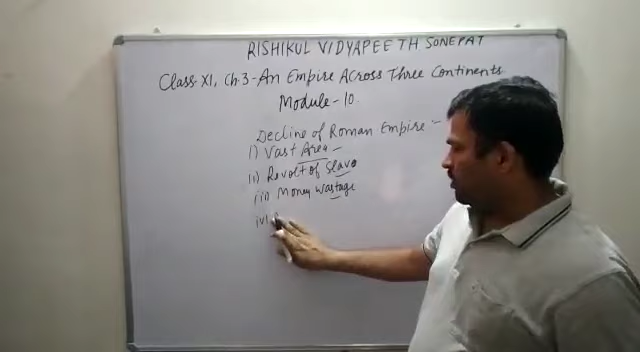 RISHIKUL VIDYAPEETH SONEPAT
Class XI, Ch.3-An Empire Across Three Continents
Module-10.
Decline of Roman Empire :-
i) Vast Area -
ii) Revolt of Slave
iii) Money Wastage
iv)